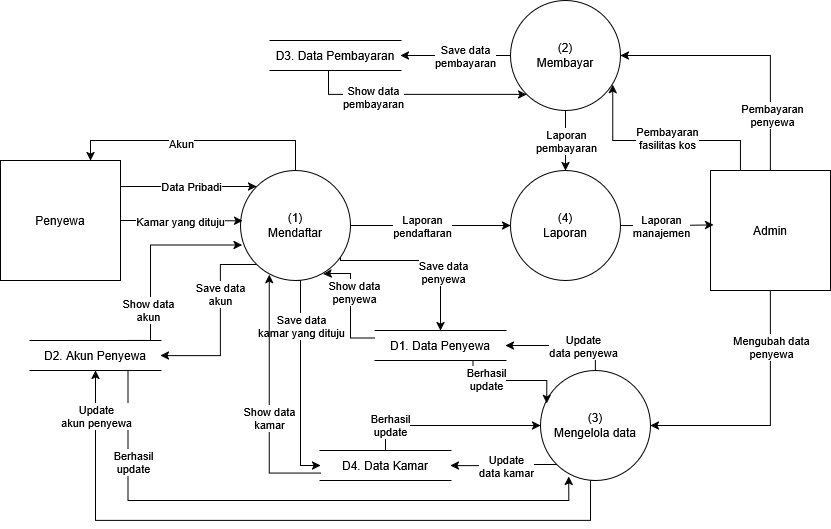 (2)
Membayar
D3. Data Pembayaran
Save data
pembayaran
Show data
pembayaran
Pembayaran
penyewa
Laporan
pembayaran
Pembayaran
fasilitas kos
Akun
Penyewa
Data Pribadi
Kamar yang dituju
(1)
Mendaftar
Laporan
pendaftaran
(4)
Laporan
Laporan
manajemen
Admin
Show data
akun
Save data
akun
Show data
penyewa
Save data
penyewa
Save data
kamar yang dituju
D2. Akun Penyewa
D1. Data Penyewa
Update
data penyewa
Mengubah data
penyewa
Berhasil
update
Update
akun penyewa
Show data
kamar
Berhasil
update
(3)
Mengelola data
Berhasil
update
D4. Data Kamar
Update
data kamar